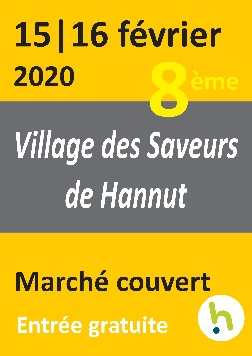 15|16 février
2020
8ème
Village des Saveurs
de Hannut
Marché couvert
Entrée gratuite
h